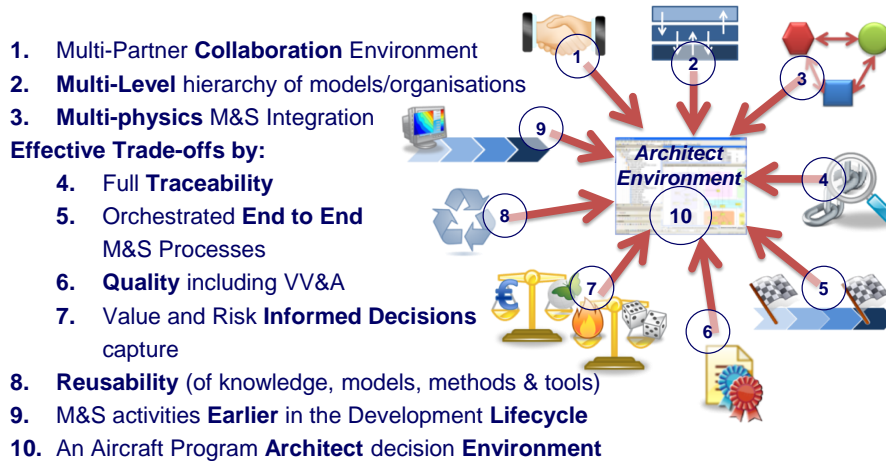 1. Multi-Partner Collaboration Environment
2. Multi-Level hierarchy of models/organisations
3. Multi-physics M&S Integration
Effective Trade-offs by:
4. Full Traceability
5. Orchestrated End to End
M&S Processes
6. Quality including VV&A
7. Value and Risk Informed Decisions
capture
8. Reusability (of knowledge, models, methods & tools)
9. M&S activities Earlier in the Development Lifecycle
10. An Aircraft Program Architect decision Environment
1
2
3
9
Architect
Environment
4
10
8
7
5
6
€